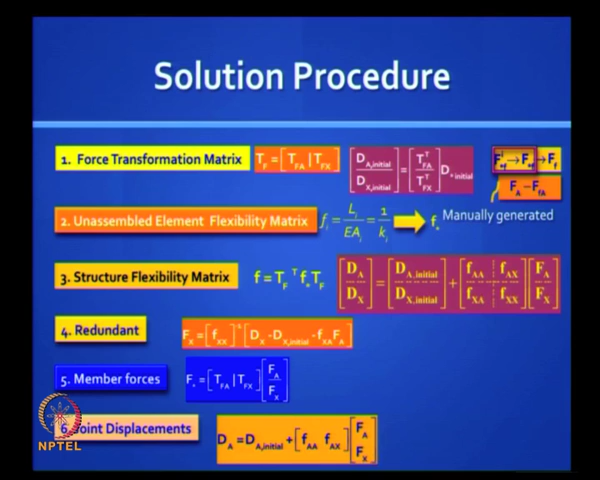 Solution Procedure
1. Force Transformation Matrix T_F = [T_FA | T_FX] [D_A,initial / D_X,initial] = [T_FA^T / T_FX^T] D_*initial → F_*f → F_f
F_A − F_fA
2. Unassembled Element Flexibility Matrix f_i = L_i / EA_i = 1 / k_i f_* Manually generated
3. Structure Flexibility Matrix f = T_F^T f_* T_F [D_A / D_X] = [D_A,initial / D_X,initial] + [f_AA f_AX / f_XA f_XX] [F_A / F_X]
4. Redundant F_X = [f_XX]^-1 [D_X - D_X,initial - f_XA F_A]
5. Member forces F_* = [T_FA | T_FX] [F_A / F_X]
6. Joint Displacements D_A = D_A,initial + [f_AA f_AX] [F_A / F_X]
NPTEL